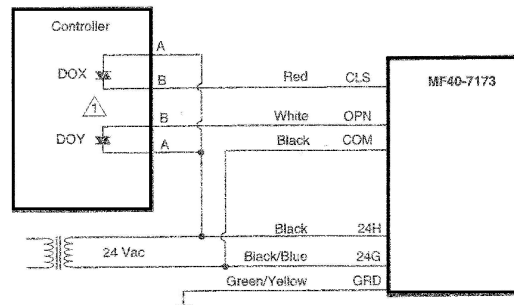 Controller
A
DOX
B
Red CLS
MF40-7173
1
B
White OPN
DOY
A
Black COM
Black 24H
24 Vac
Black/Blue 24G
Green/Yellow GRD